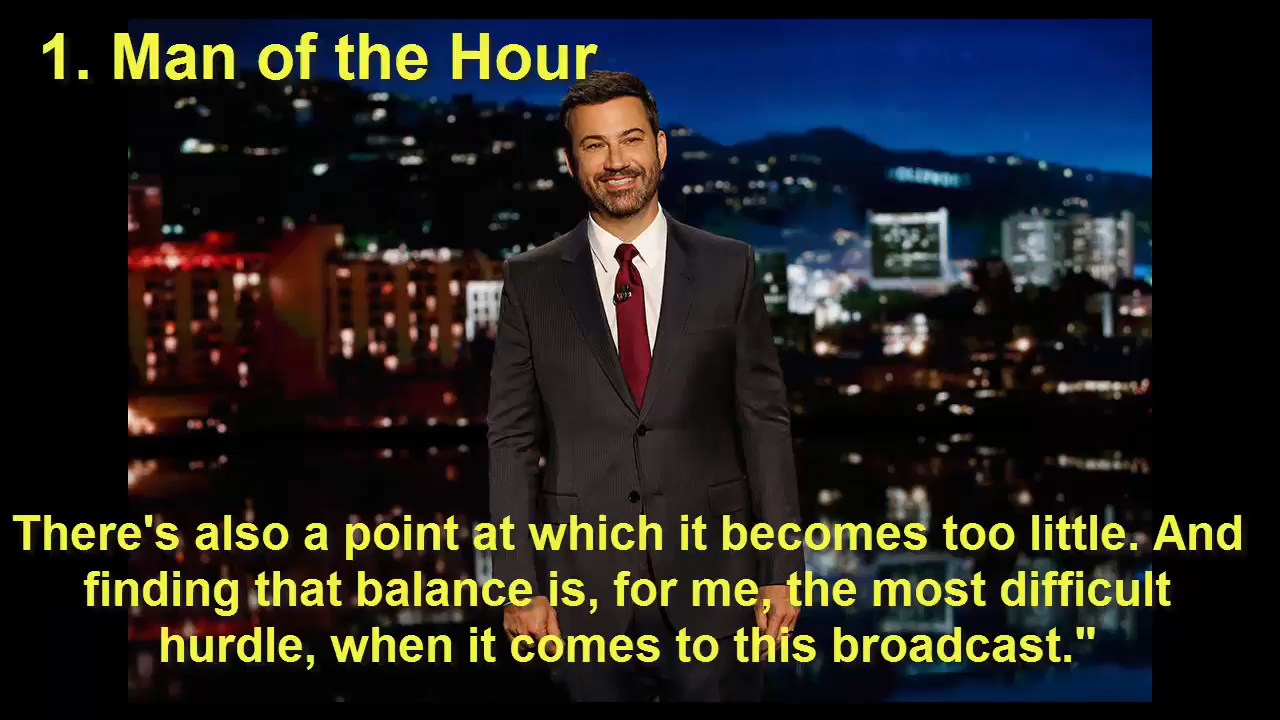 1. Man of the Hour
There's also a point at which it becomes too little. And
finding that balance is, for me, the most difficult
hurdle, when it comes to this broadcast."